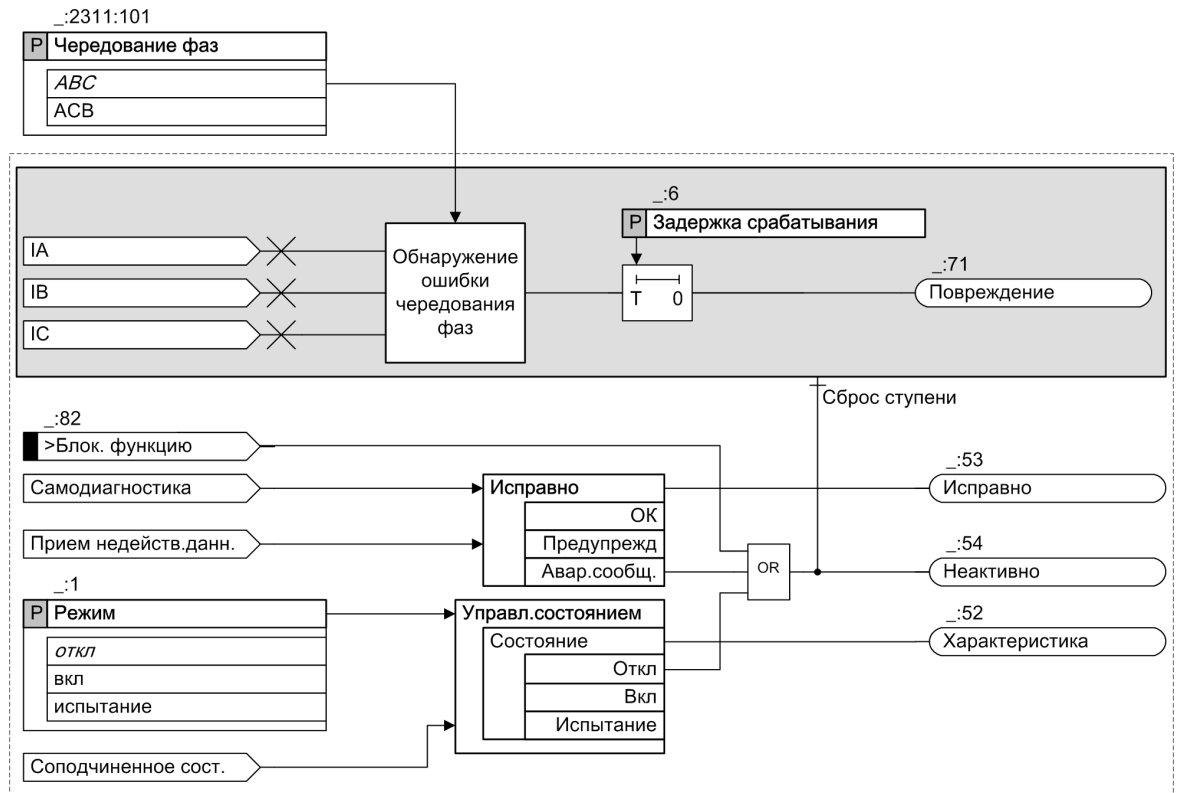 _:2311:101
P Чередование фаз
ABC
ACB
_:6
P Задержка срабатывания
IA
IB
IC
Обнаружение
ошибки
чередования
фаз
T 0
_:71
Повреждение
Сброс ступени
_:82
>Блок. функцию
Самодиагностика
Прием недейств.данн.
Исправно
ОК
Предупрежд
Авар.сообщ.
OR
_:53
Исправно
_:54
Неактивно
_:1
P Режим
откл
вкл
испытание
Управл.состоянием
Состояние
Откл
Вкл
Испытание
_:52
Характеристика
Соподчиненное сост.